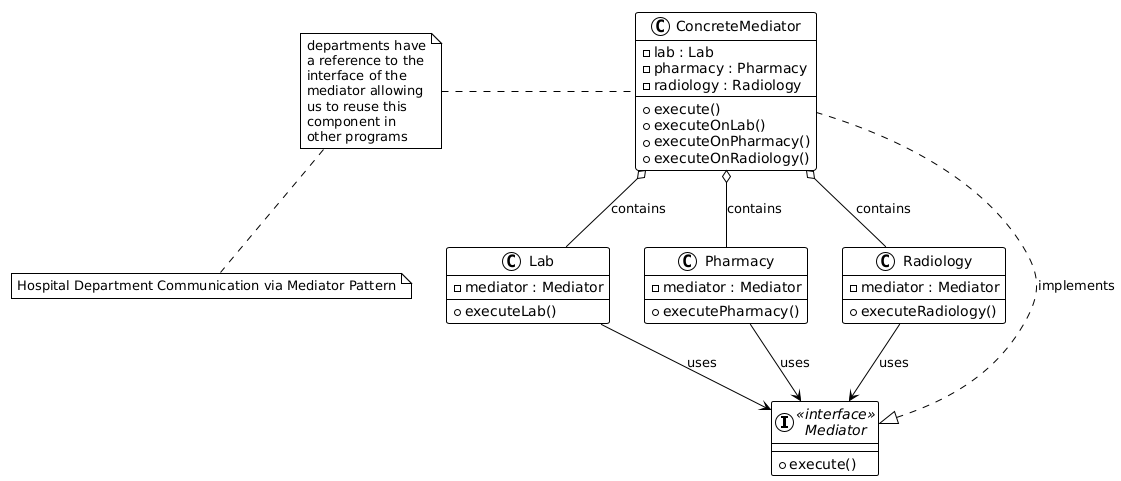 departments have
a reference to the
interface of the
mediator allowing
us to reuse this
component in
other programs
C ConcreteMediator
lab : Lab
pharmacy : Pharmacy
radiology : Radiology
execute()
executeOnLab()
executeOnPharmacy()
executeOnRadiology()
contains
contains
contains
Hospital Department Communication via Mediator Pattern
C Lab
mediator : Mediator
executeLab()
C Pharmacy
mediator : Mediator
executePharmacy()
C Radiology
mediator : Mediator
executeRadiology()
implements
uses
uses
uses
I «interface»
Mediator
execute()